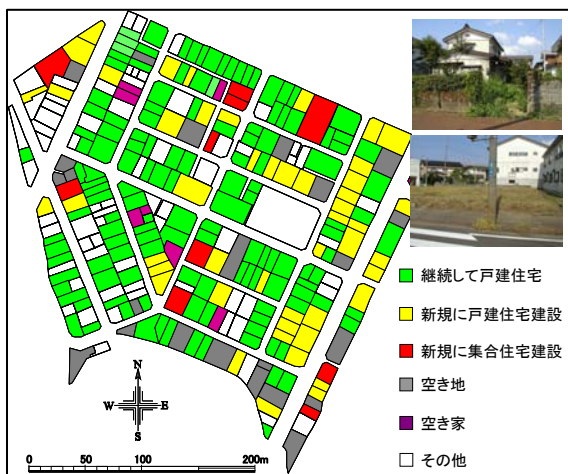 継続して戸建住宅
新規に戸建住宅建設
新規に集合住宅建設
空き地
空き家
その他
N
W E
S
0 50 100 200m